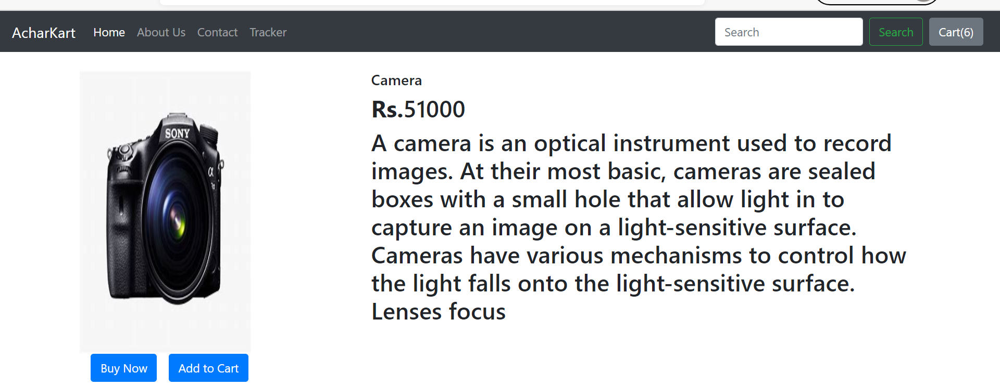 AcharKart Home About Us Contact Tracker Search Search Cart(6)
SONY
α
Camera
Rs.51000
A camera is an optical instrument used to record
images. At their most basic, cameras are sealed
boxes with a small hole that allow light in to
capture an image on a light-sensitive surface.
Cameras have various mechanisms to control how
the light falls onto the light-sensitive surface.
Lenses focus
Buy Now Add to Cart